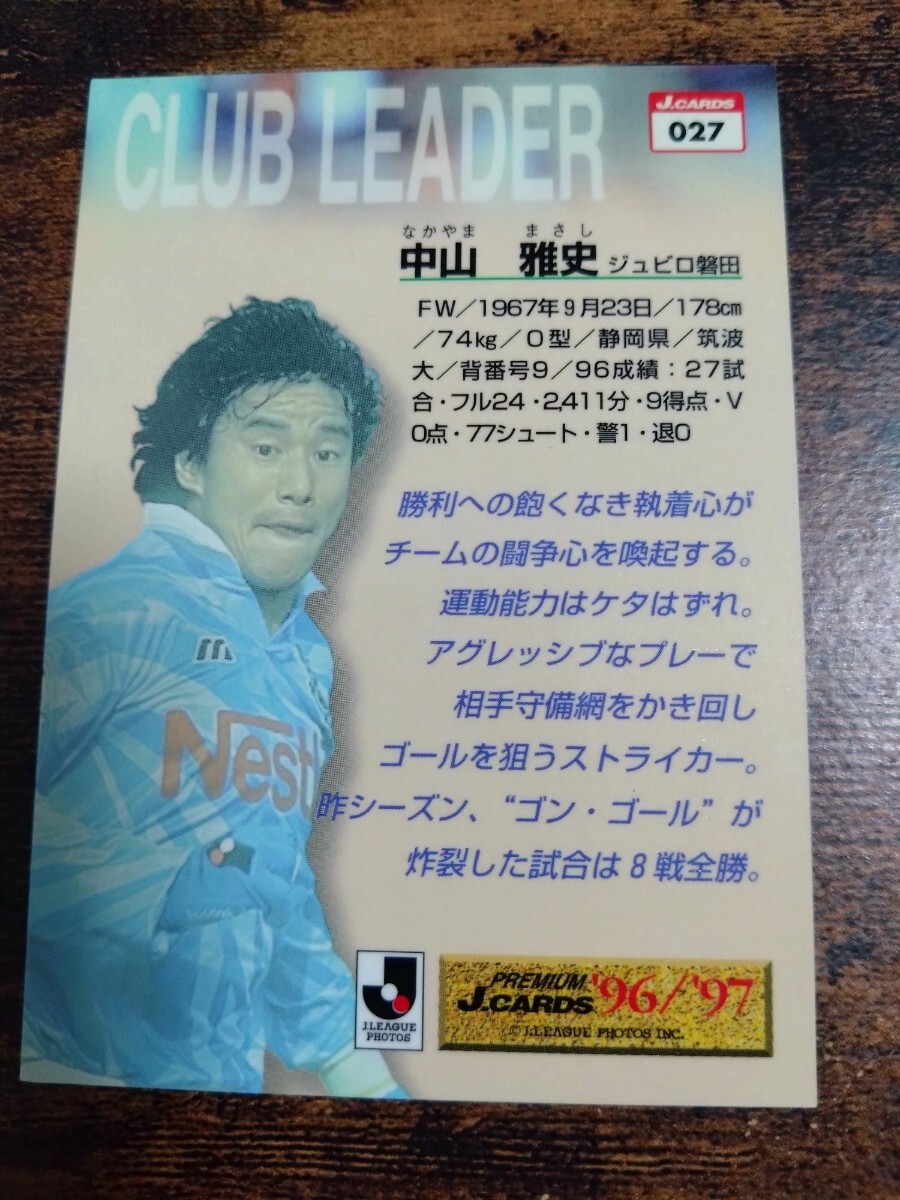 CLUB LEADER
J.CARDS
027
なかやま まさし
中山 雅史 ジュビロ磐田
FW/1967年9月23日/178cm
/74kg/O型/静岡県/筑波
大/背番号9/96成績:27試
合・フル24・2,411分・9得点・V
0点・77シュート・警1・退0
勝利への飽くなき執着心が
チームの闘争心を喚起する。
運動能力はケタはずれ。
アグレッシブなプレーで
相手守備網をかき回し
ゴールを狙うストライカー。
昨シーズン、“ゴン・ゴール”が
炸裂した試合は8戦全勝。
Nestl
J.LEAGUE
PHOTOS
PREMIUM
J.CARDS '96/'97
© J.LEAGUE PHOTOS INC.